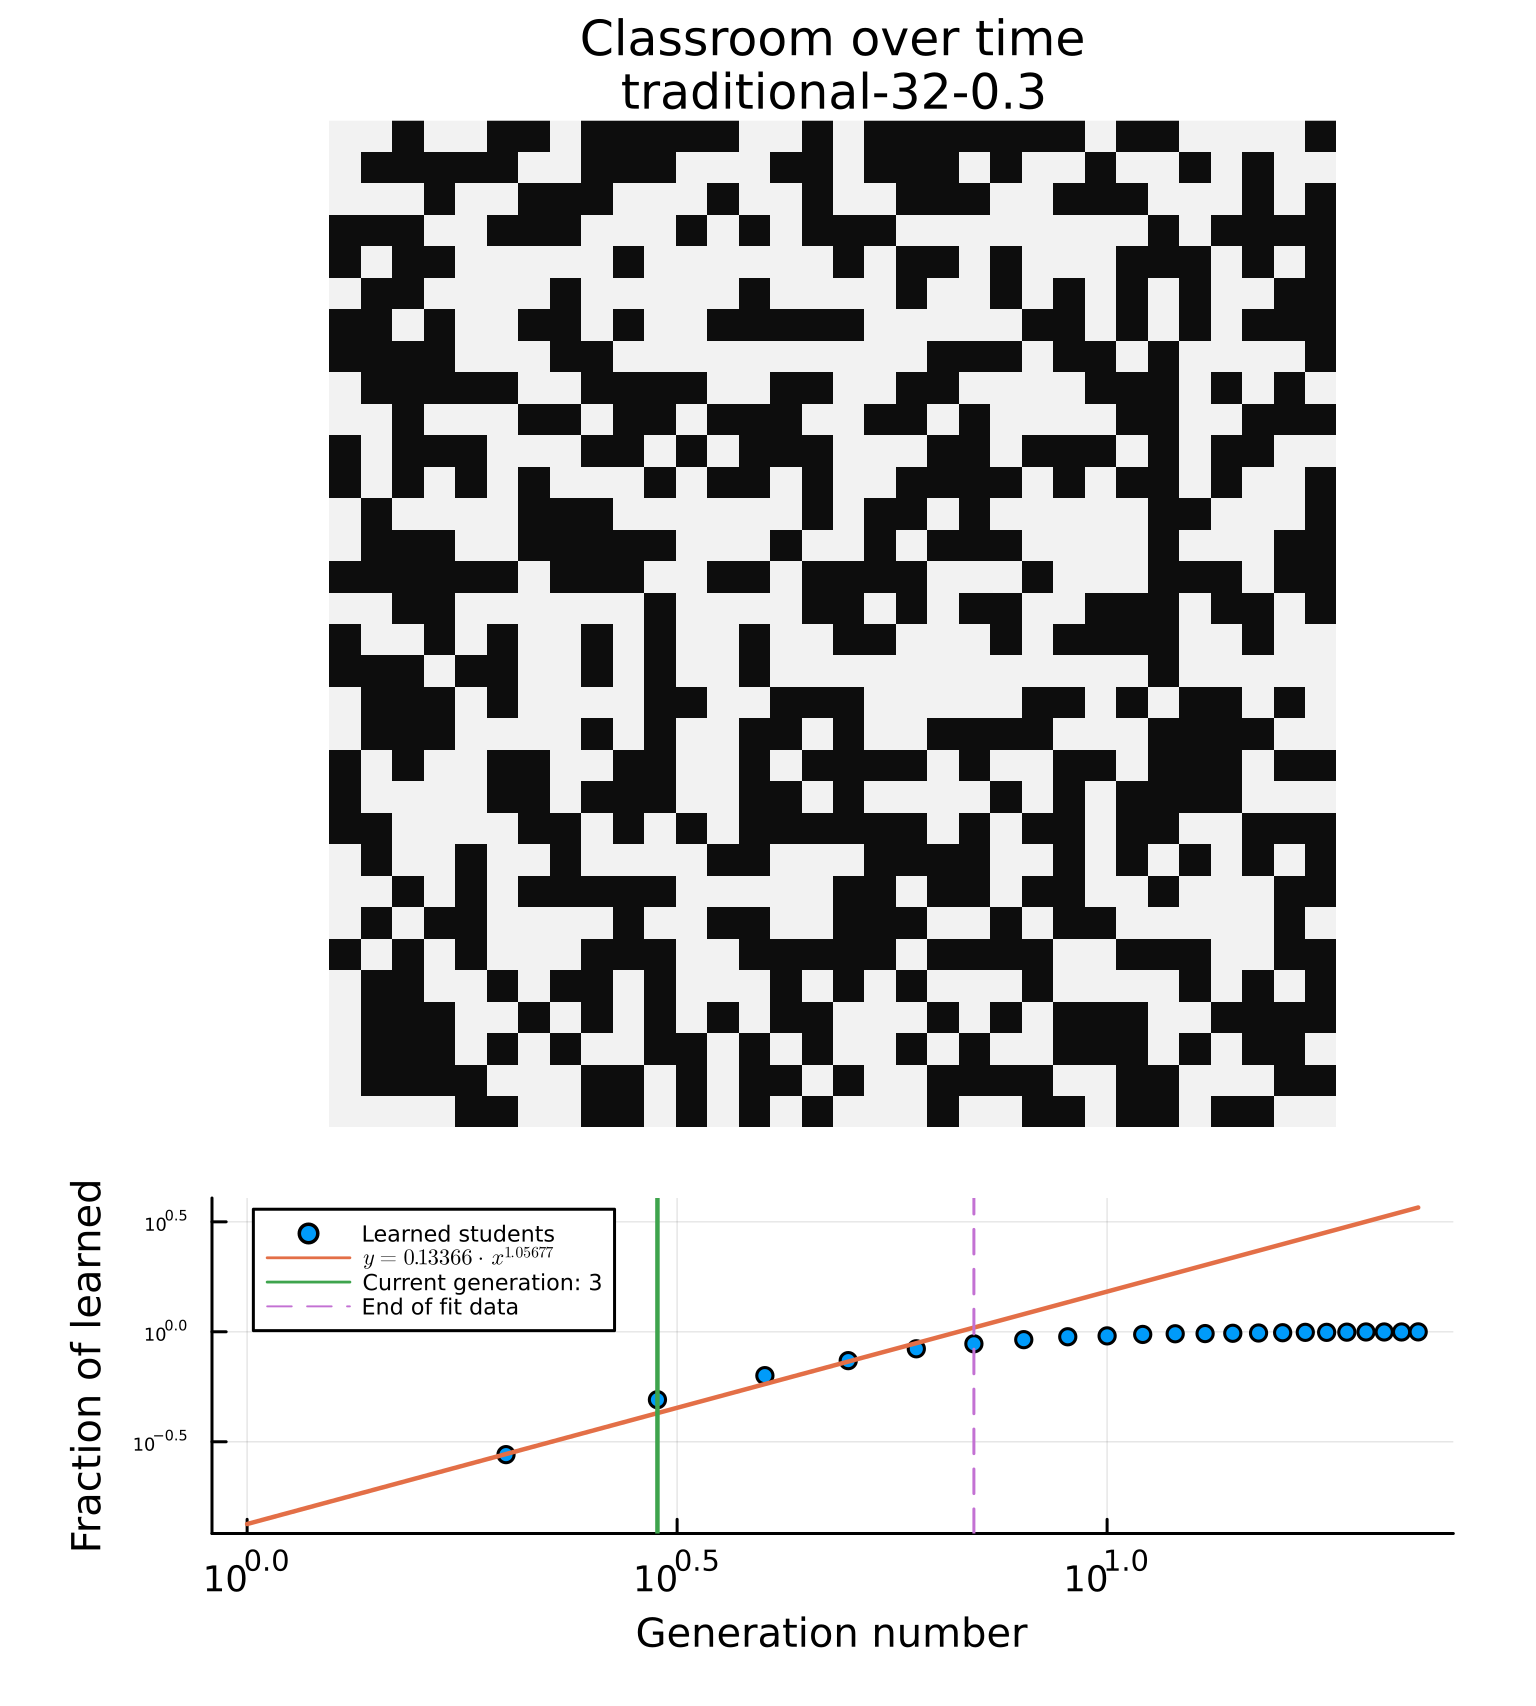 Classroom over time
traditional-32-0.3
Fraction of learned
10^0.5
10^0.0
10^−0.5
Learned students
y = 0.13366 · x^1.05677
Current generation: 3
End of fit data
10^0.0 10^0.5 10^1.0
Generation number